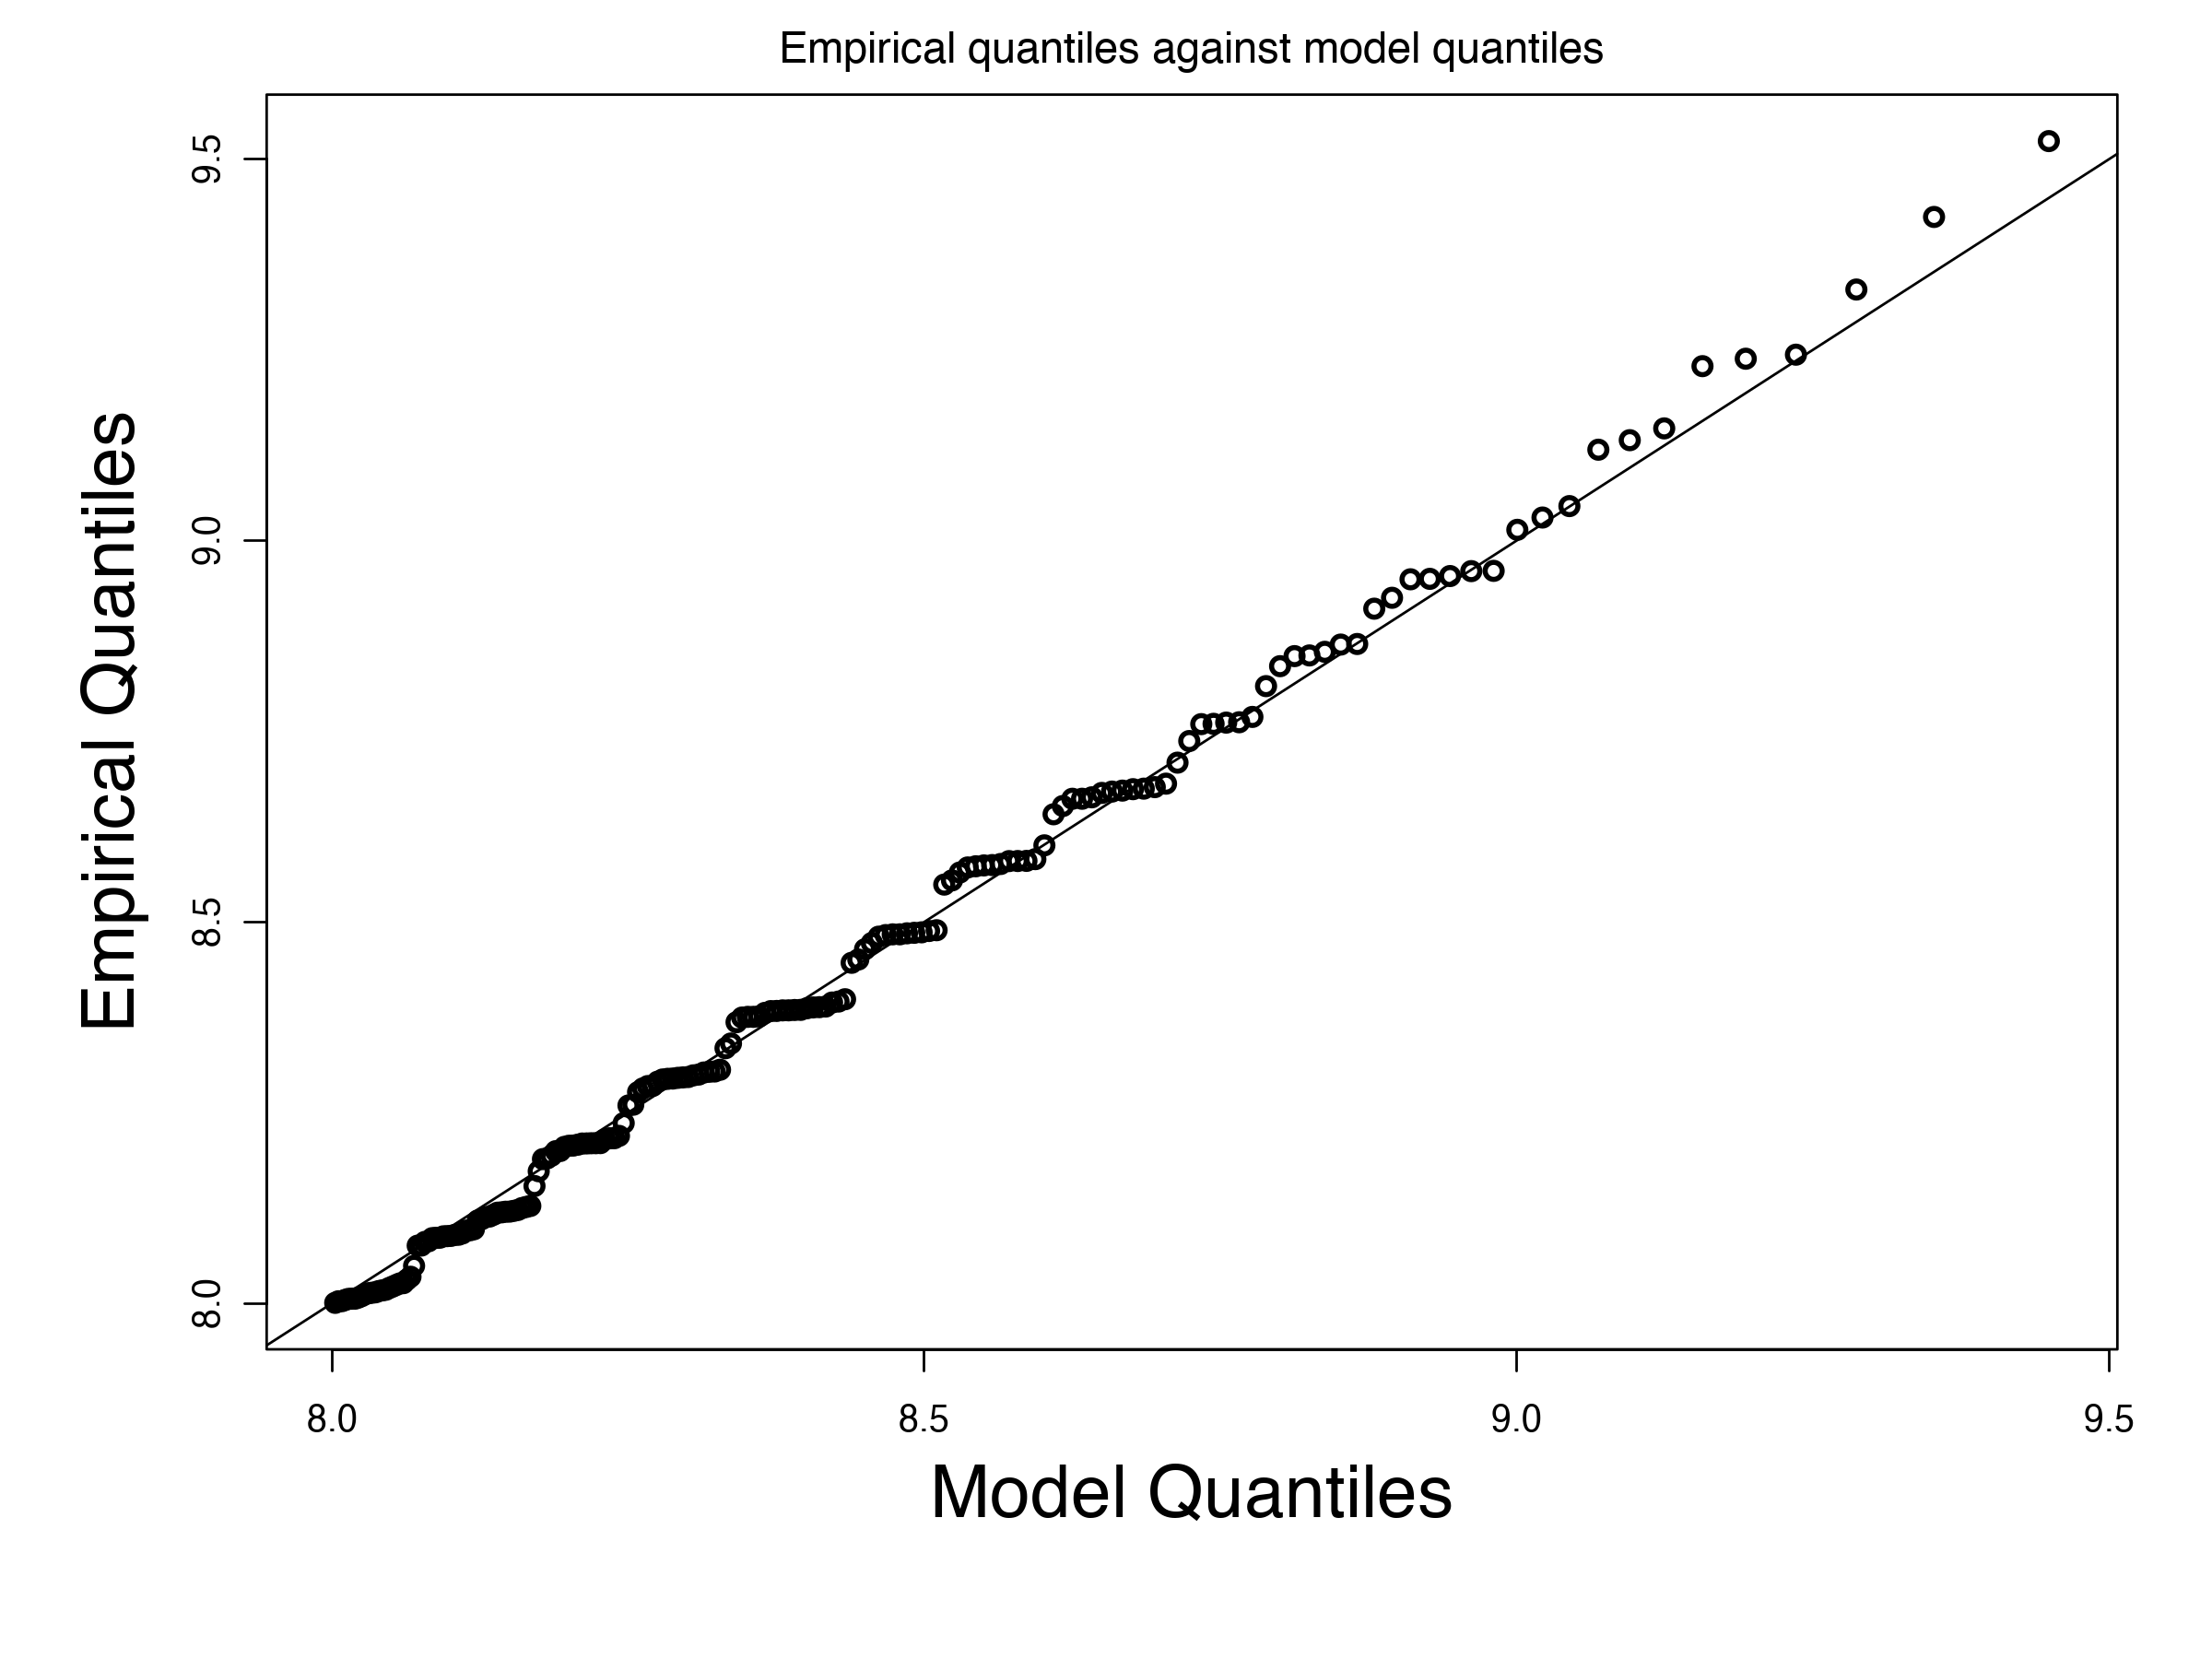 Empirical quantiles against model quantiles
Empirical Quantiles
9.5
9.0
8.5
8.0
8.0 8.5 9.0 9.5
Model Quantiles